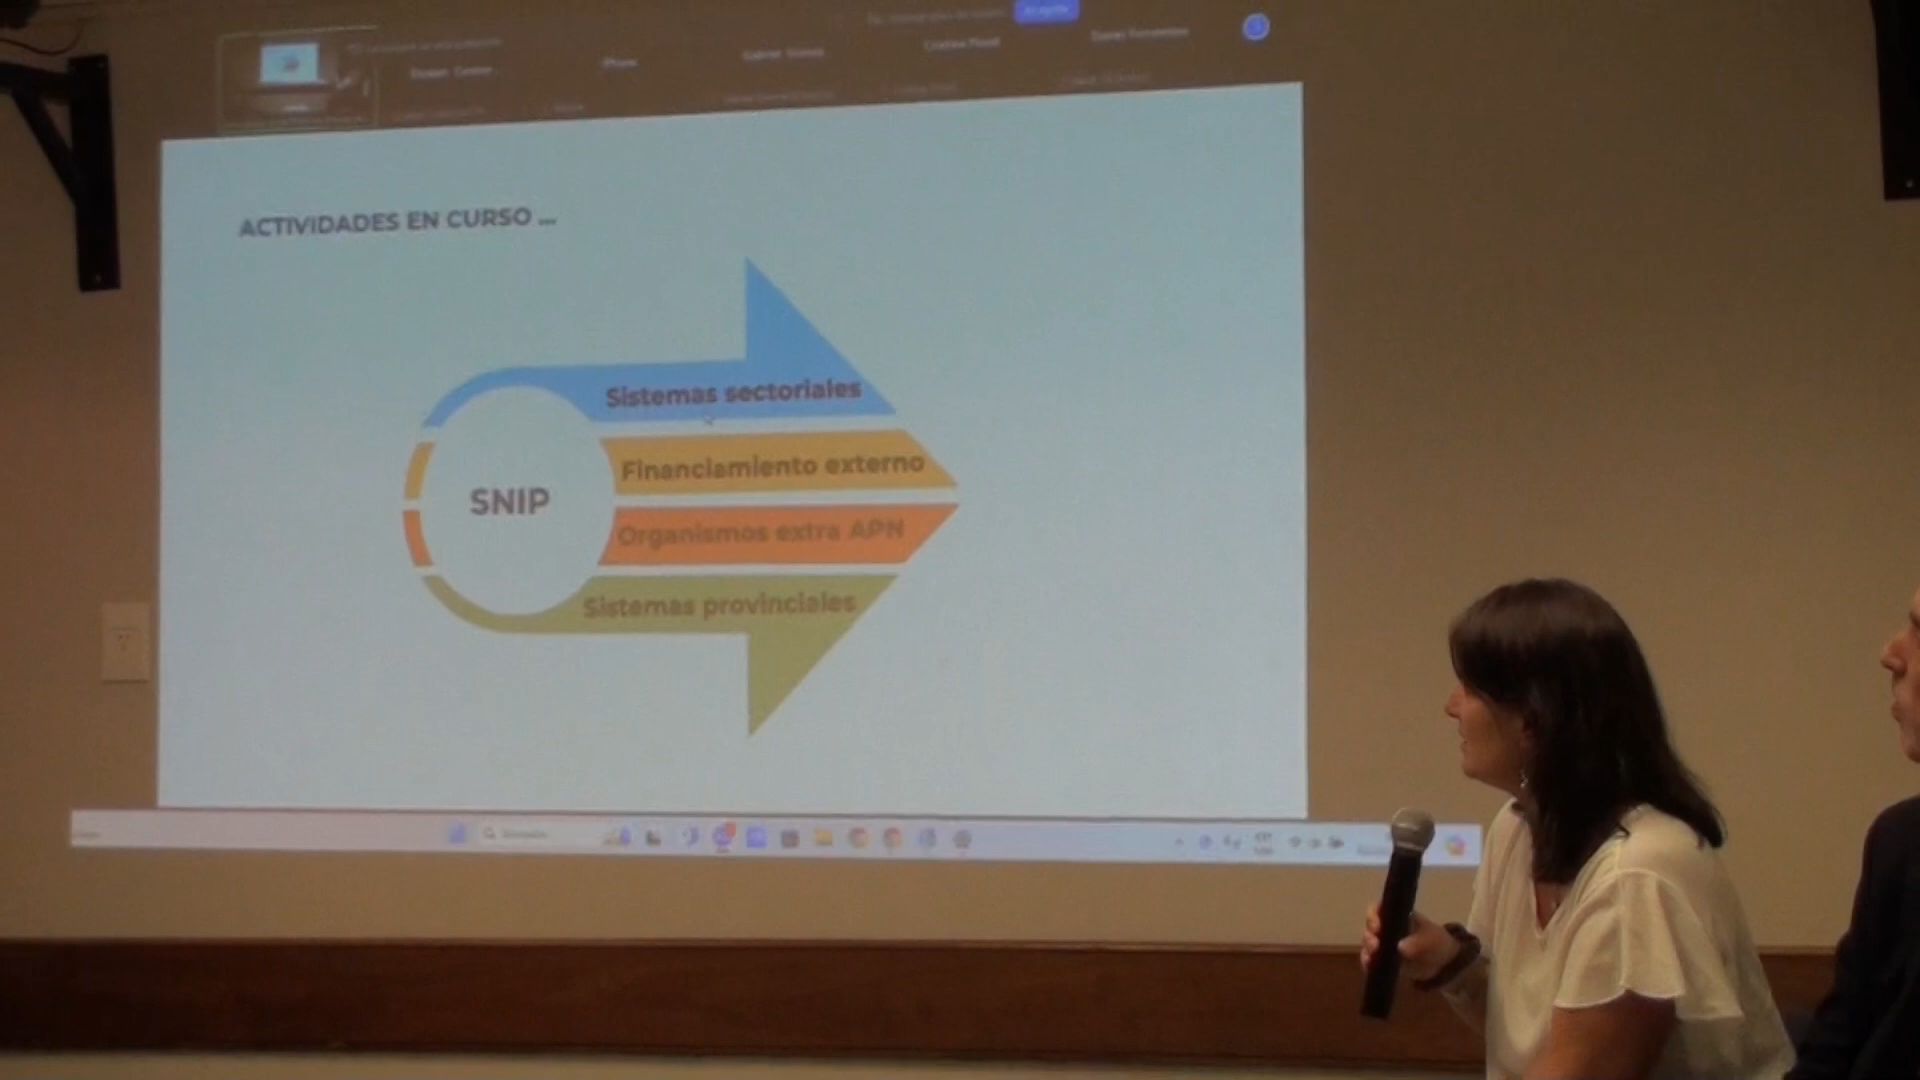 ACTIVIDADES EN CURSO ...
Sistemas sectoriales
Financiamiento externo
SNIP
Organismos extra APN
Sistemas provinciales